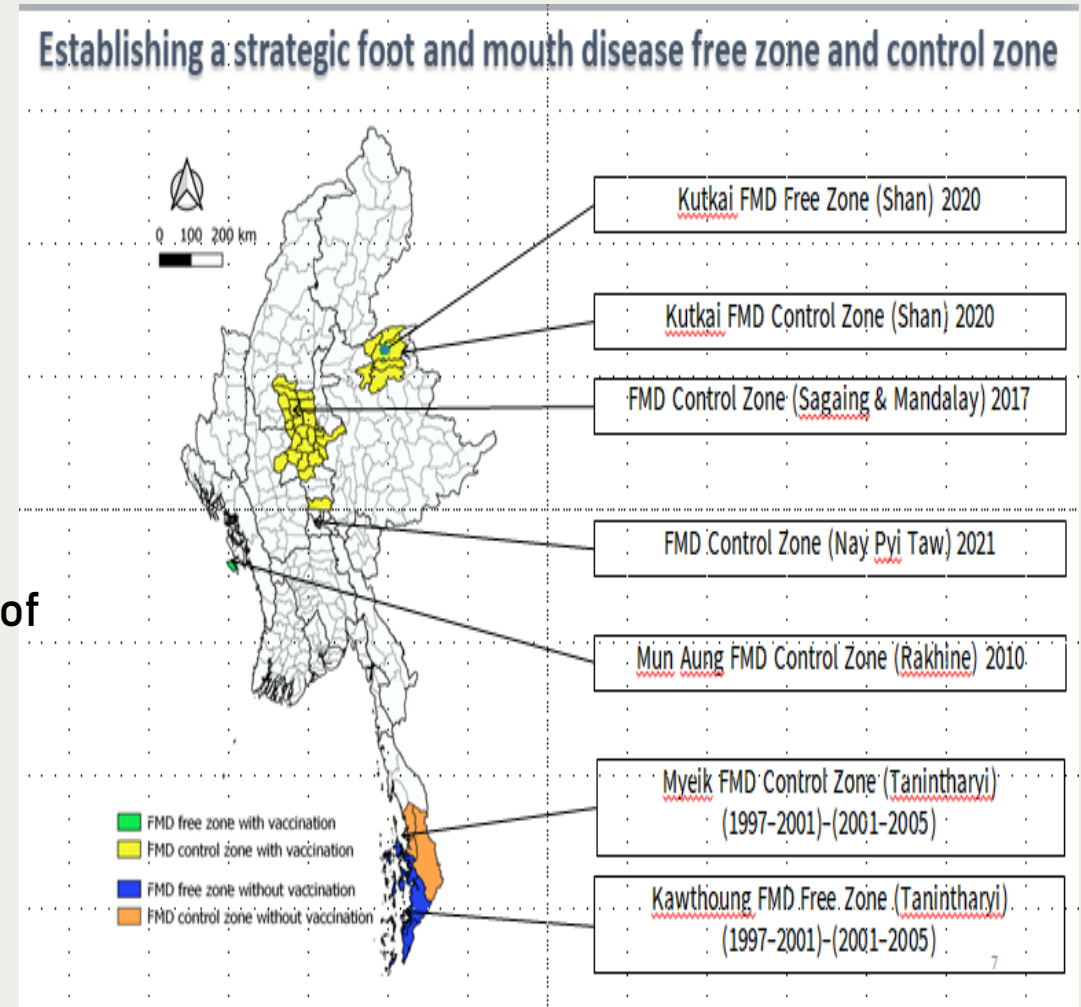 Establishing a strategic foot and mouth disease free zone and control zone
0 100 200 km
Kutkai FMD Free Zone (Shan) 2020
Kutkai FMD Control Zone (Shan) 2020
FMD Control Zone (Sagaing & Mandalay) 2017
FMD Control Zone (Nay Pyi Taw) 2021
of
Mun Aung FMD Control Zone (Rakhine) 2010
Myeik FMD Control Zone (Tanintharyi)
(1997–2001)–(2001–2005)
FMD free zone with vaccination
FMD control zone with vaccination
FMD free zone without vaccination
FMD control zone without vaccination
Kawthoung FMD Free Zone (Tanintharyi)
(1997–2001)–(2001–2005)
7